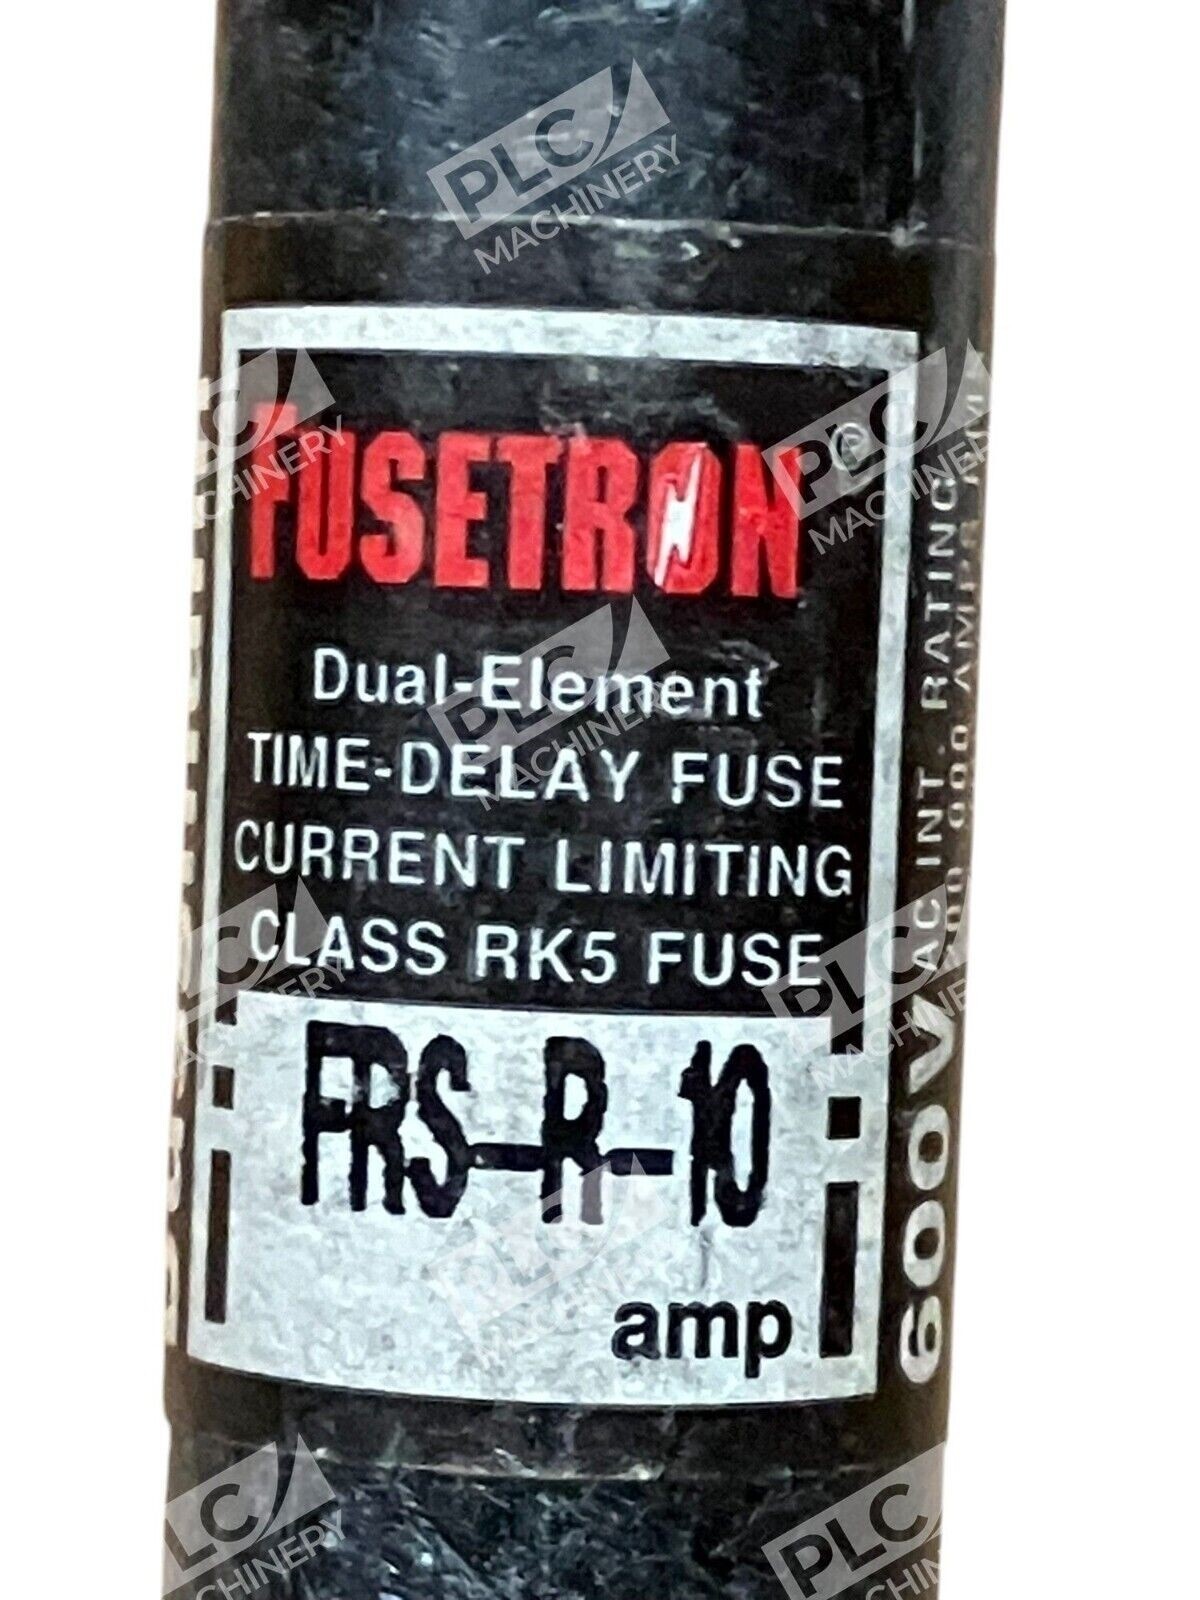 FUSETRON®
Dual-Element
TIME-DELAY FUSE
CURRENT LIMITING
CLASS RK5 FUSE
FRS-R-10
amp
600V AC INT. RATING
PLC MACHINERY